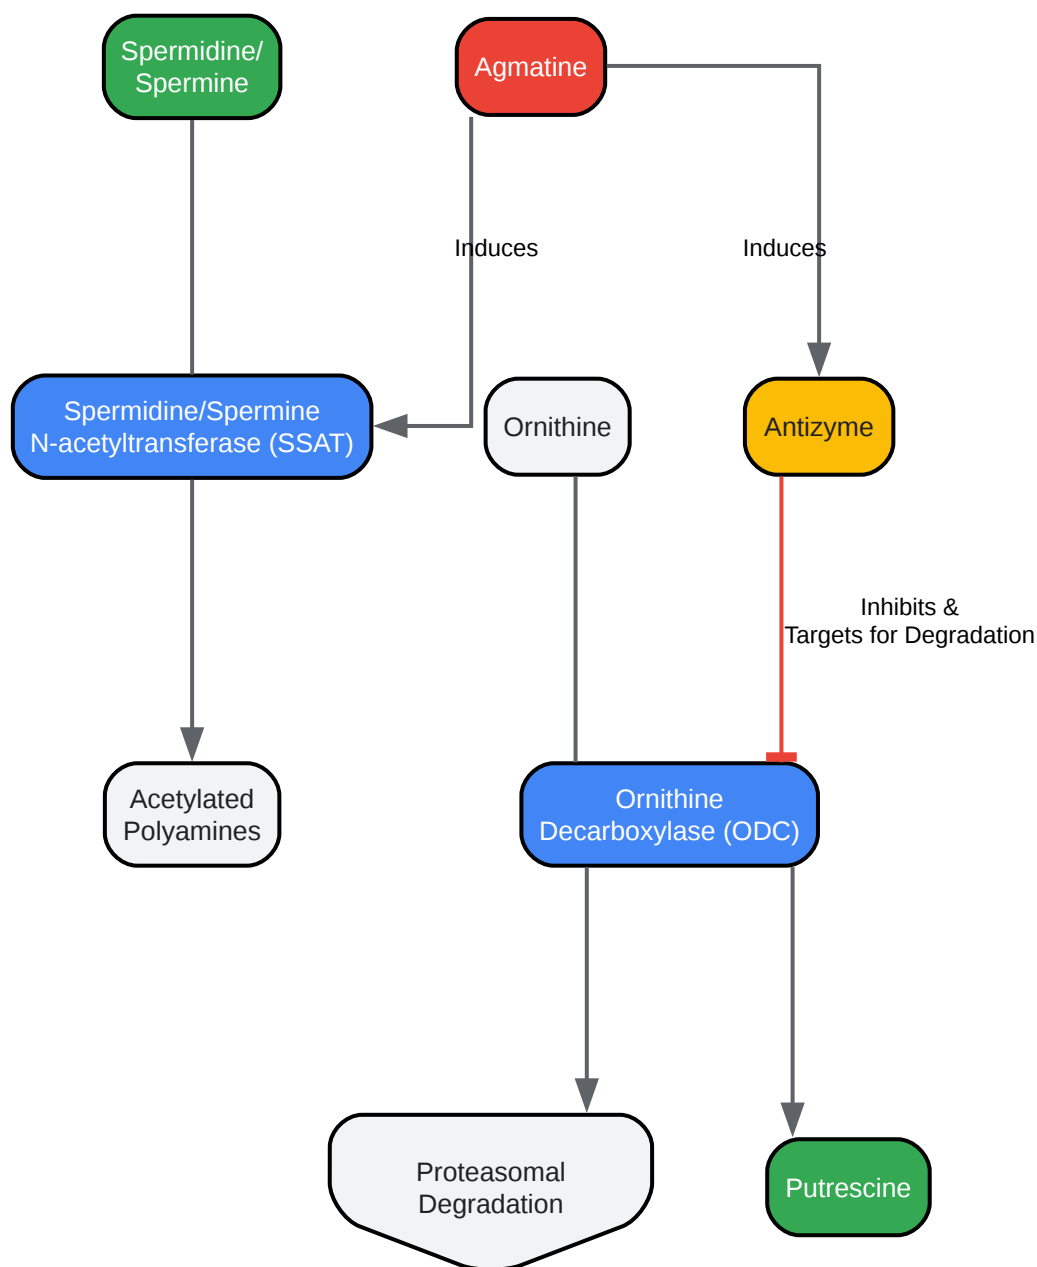 Spermidine/
Spermine
Agmatine
Induces
Induces
Spermidine/Spermine
N-acetyltransferase (SSAT)
Ornithine
Antizyme
Inhibits &
Targets for Degradation
Acetylated
Polyamines
Ornithine
Decarboxylase (ODC)
Proteasomal
Degradation
Putrescine